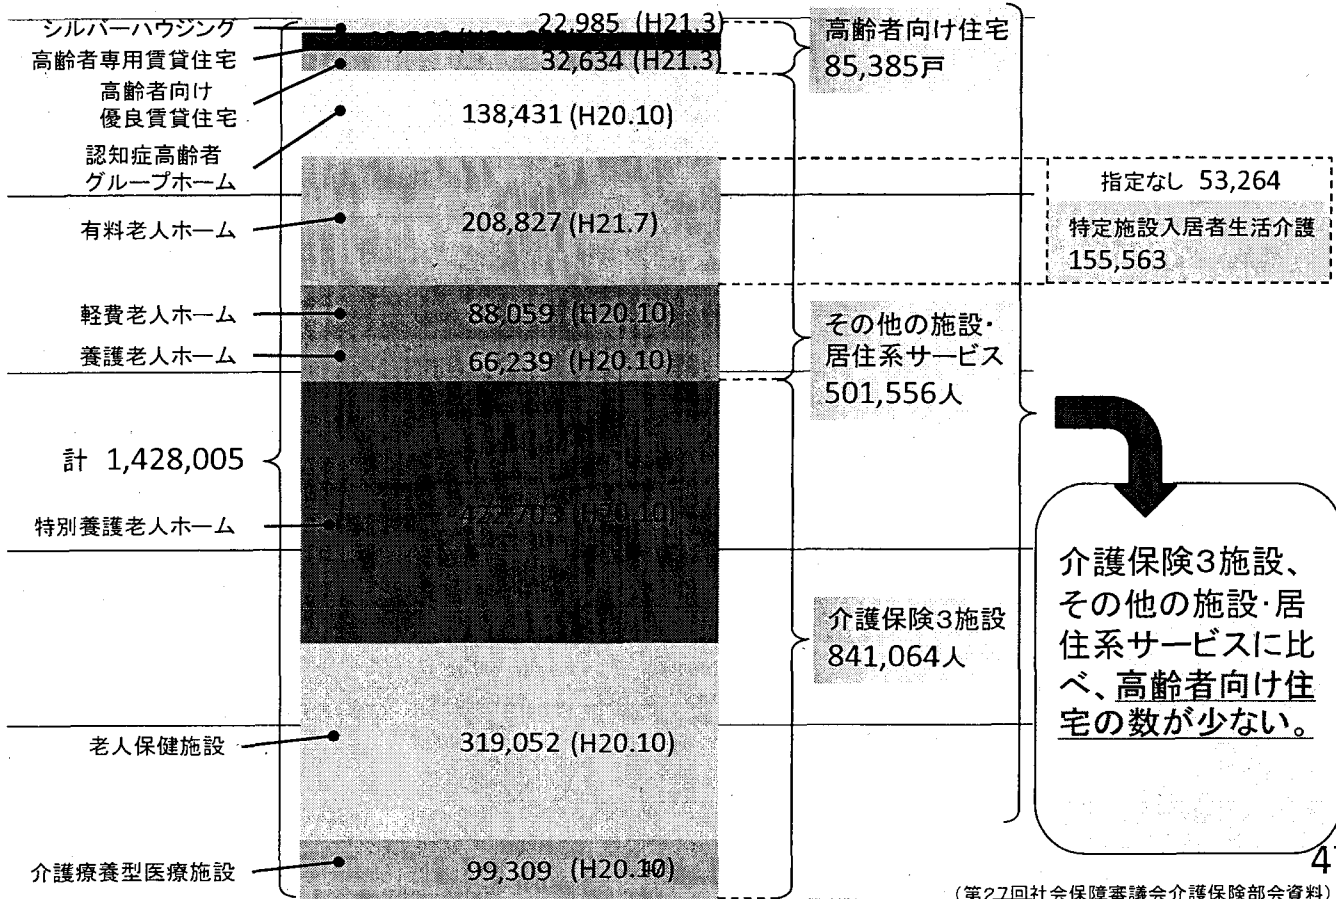 シルバーハウジング
22,985 (H21.3)
高齢者専用賃貸住宅
高齢者向け
優良賃貸住宅
32,634 (H21.3)
認知症高齢者
グループホーム
138,431 (H20.10)
有料老人ホーム
208,827 (H21.7)
軽費老人ホーム
88,059 (H20.10)
養護老人ホーム
66,239 (H20.10)
計 1,428,005
特別養護老人ホーム
422,703 (H20.10)
老人保健施設
319,052 (H20.10)
介護療養型医療施設
99,309 (H20.10)
高齢者向け住宅
85,385戸
指定なし 53,264
特定施設入居者生活介護
155,563
その他の施設・
居住系サービス
501,556人
介護保険3施設
841,064人
介護保険3施設、
その他の施設・居
住系サービスに比
べ、高齢者向け住
宅の数が少ない。
(第27回社会保障審議会介護保険部会資料)